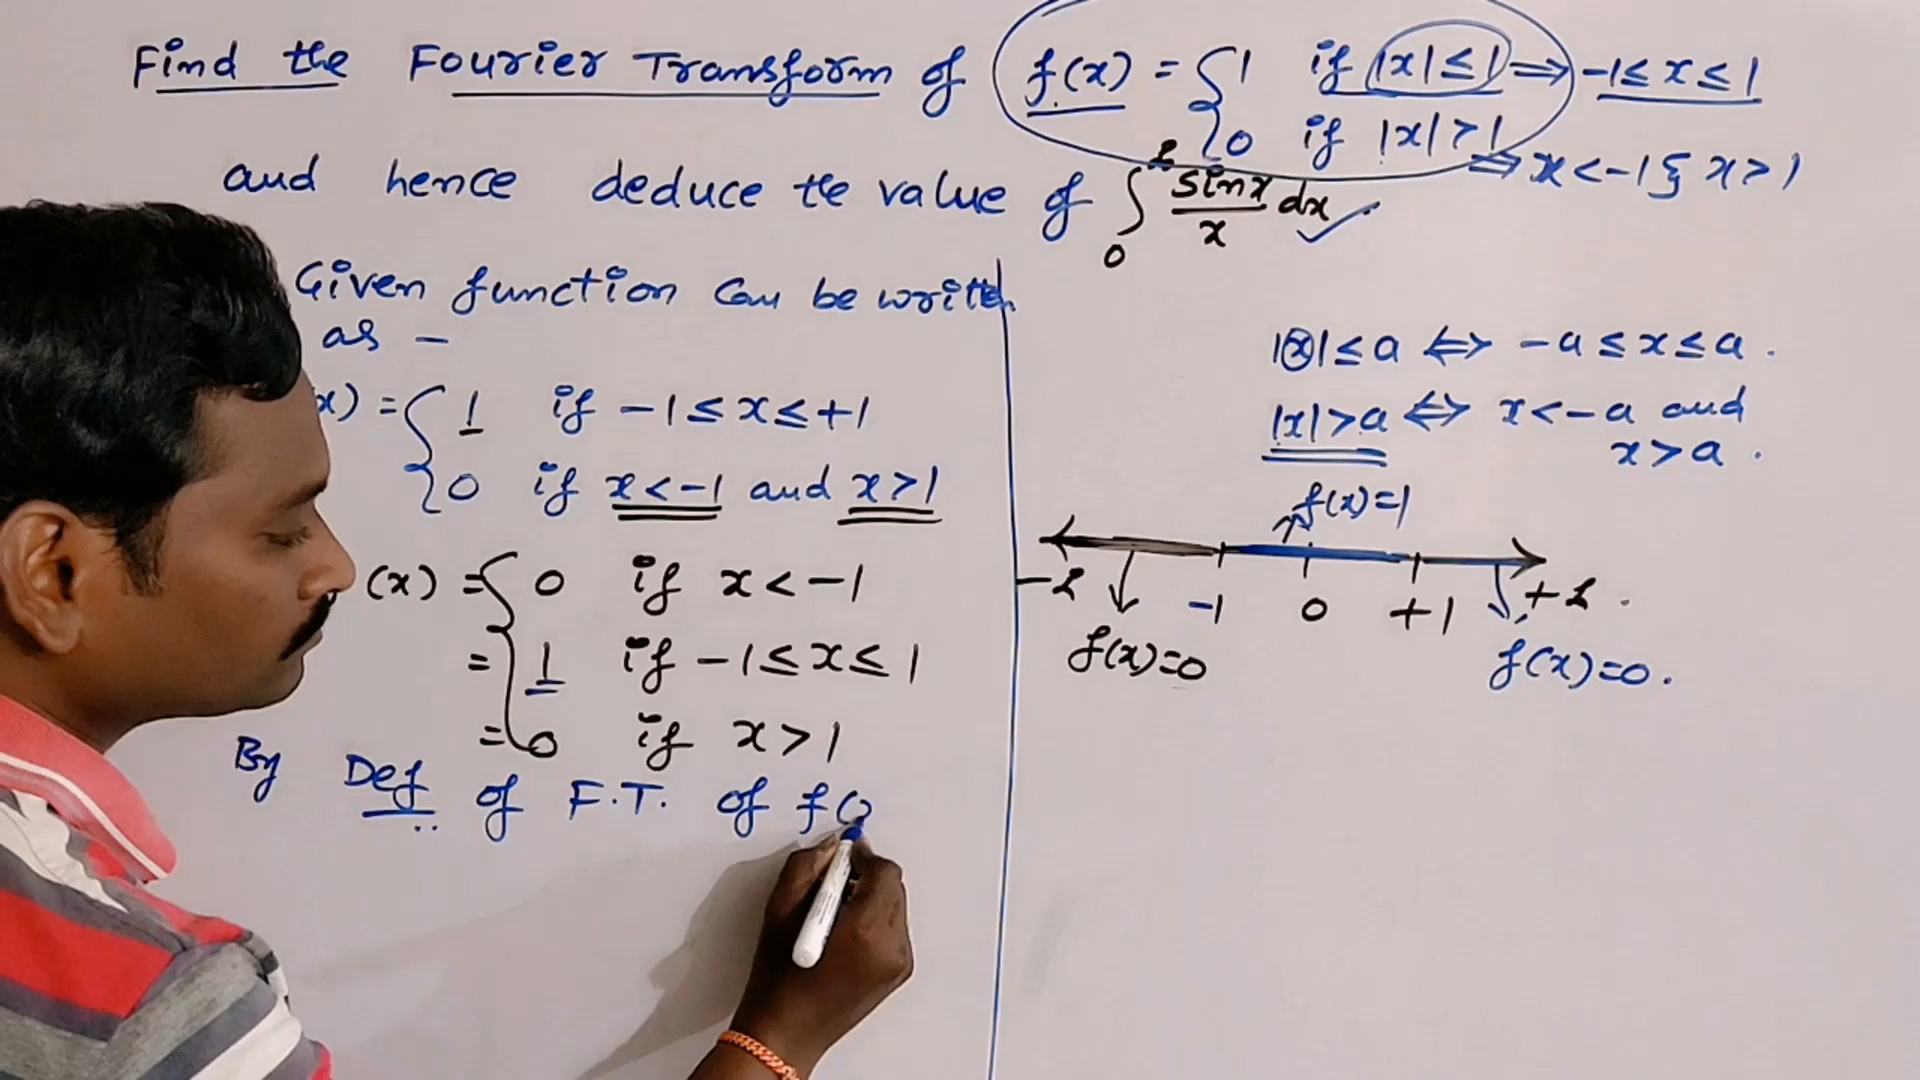 Find the Fourier Transform of f(x) = { 1 if |x| ≤ 1 ⟹ -1 ≤ x ≤ 1
0 if |x| > 1 ⟹ x < -1 } x > 1
and hence deduce te value of ∫ 0 sinx/x dx
Given function can be written
as -
x) = { 1 if -1 ≤ x ≤ +1
0 if x < -1 and x > 1
(x) = { 0 if x < -1
= 1 if -1 ≤ x ≤ 1
= 0 if x > 1
By Def of F.T. of f(
|x| ≤ a ⟺ -a ≤ x ≤ a .
|x| > a ⟺ x < -a and
x > a .
f(x)=1
-1 0 +1
f(x)=0 f(x)=0.